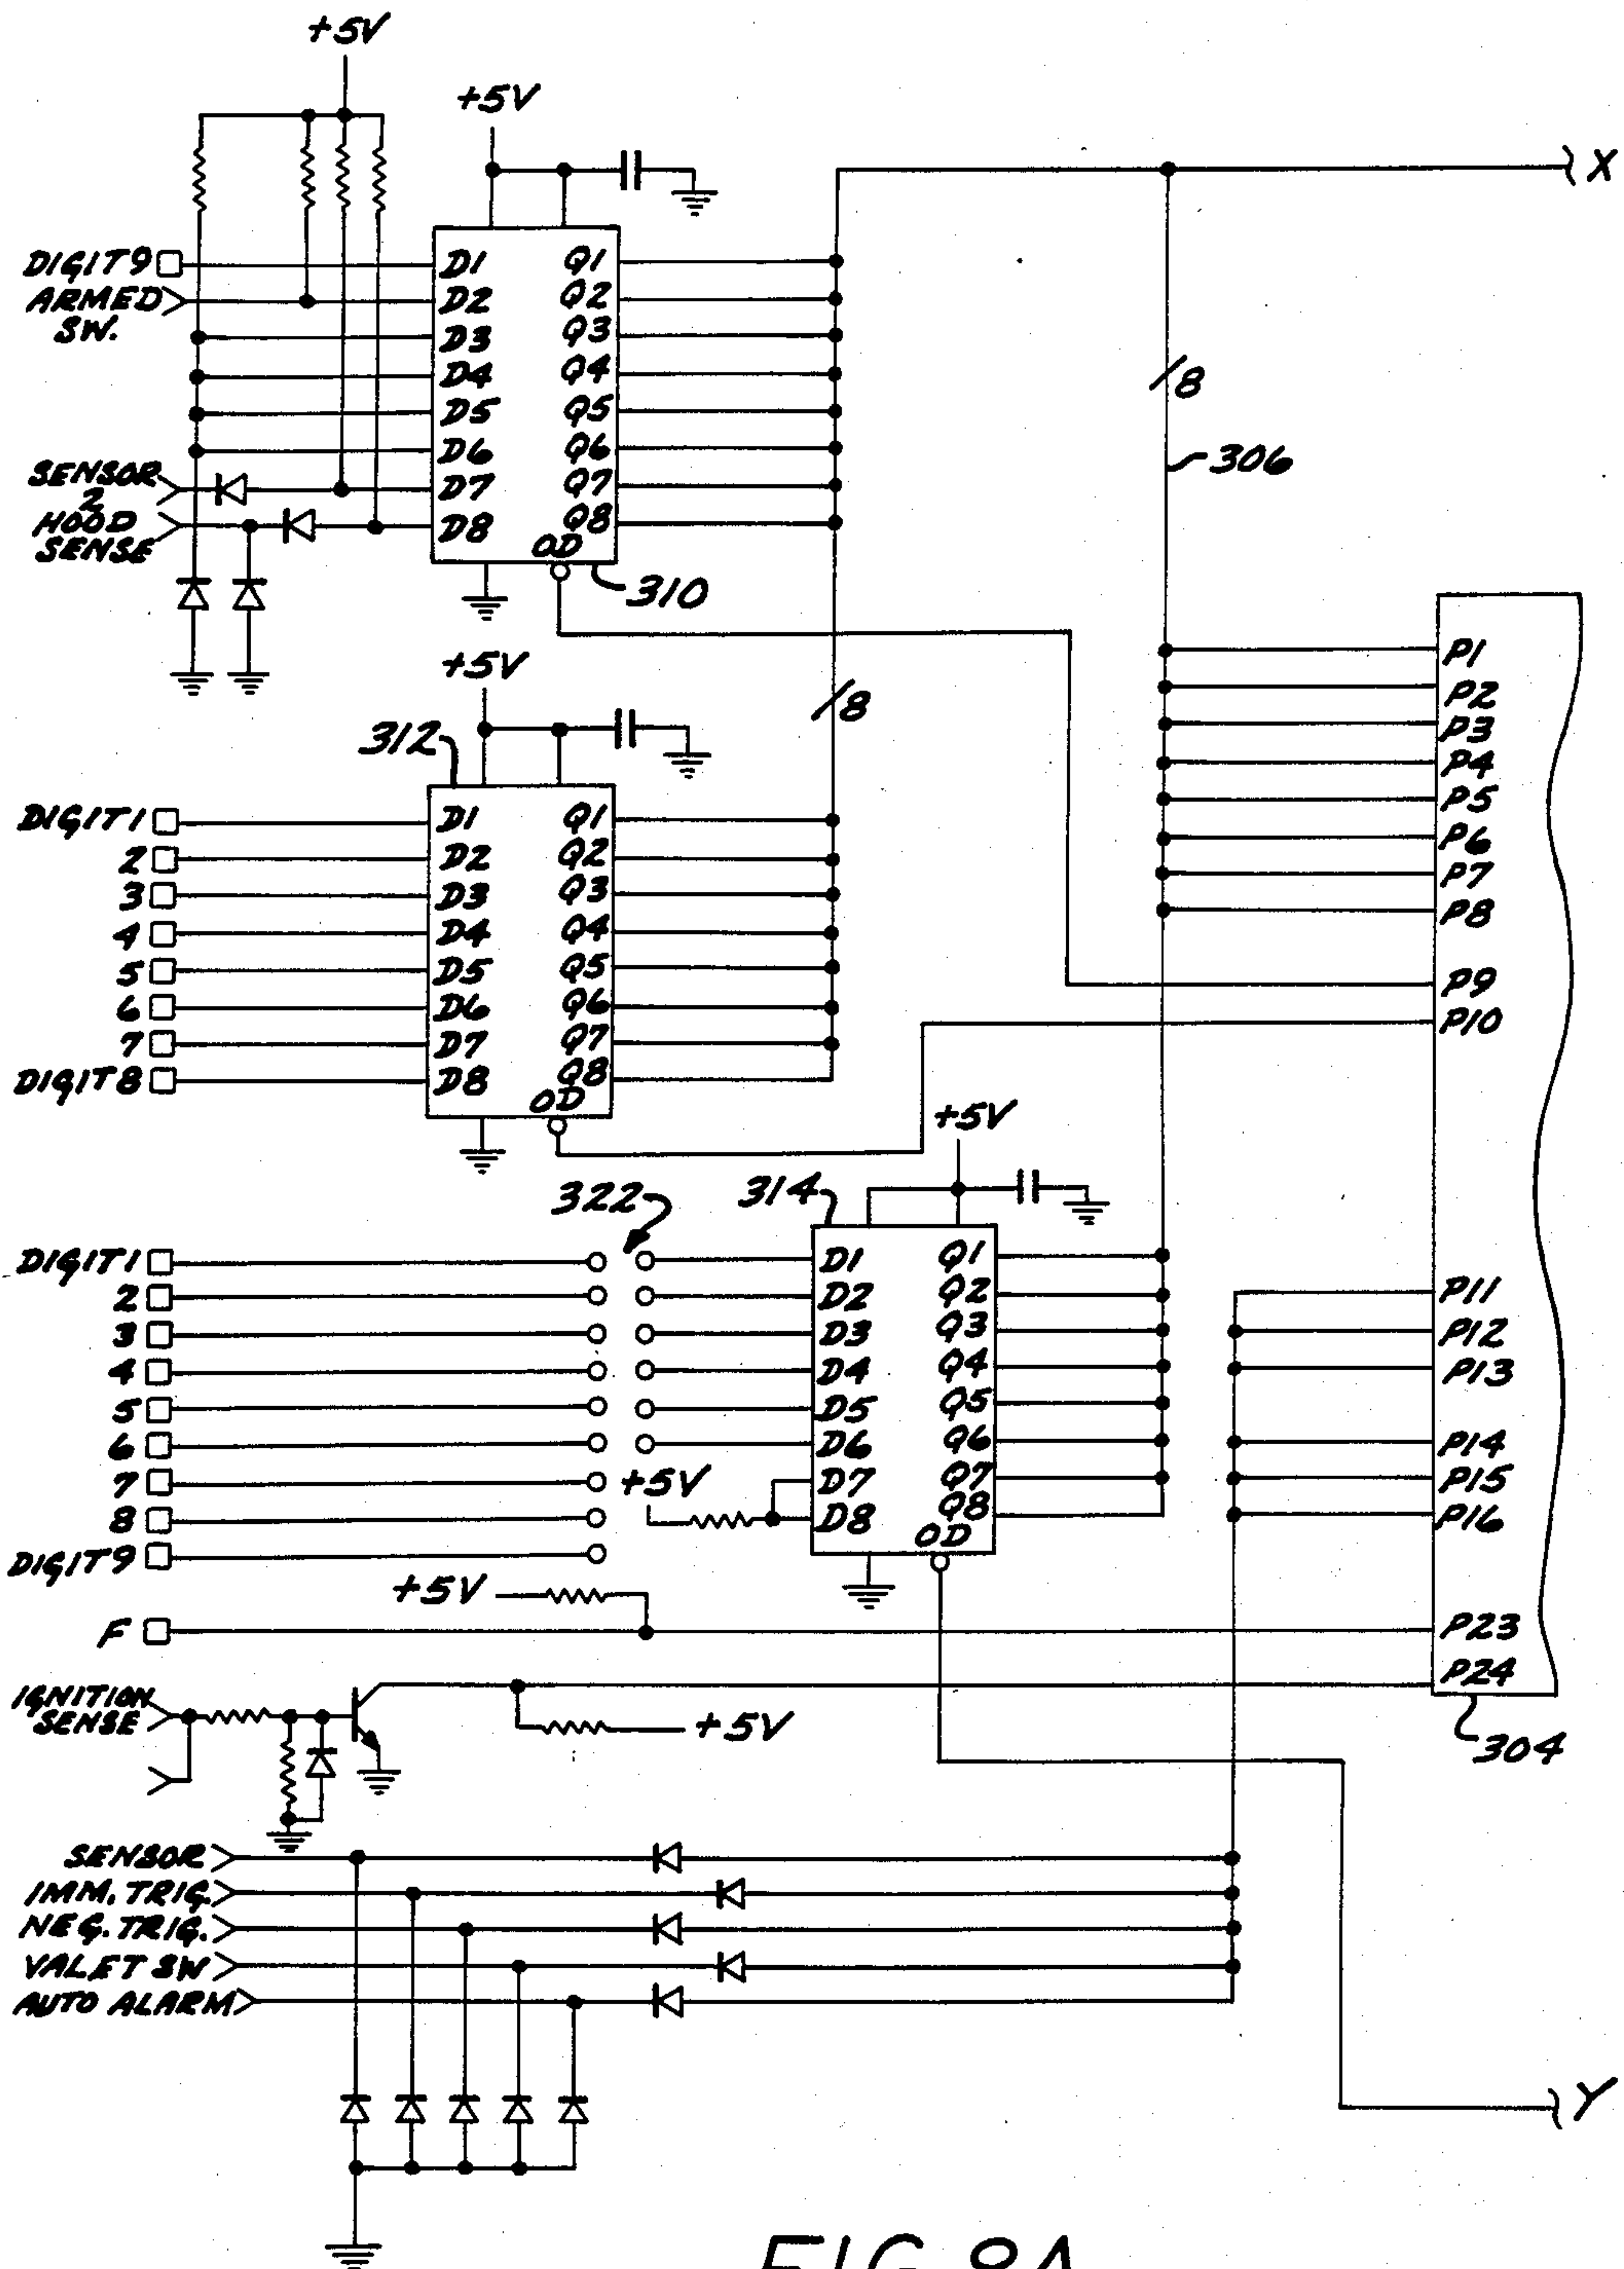 +5V
+5V
X
DIGIT9
ARMED
SW.
SENSOR
2
HOOD
SENSE
D1
D2
D3
D4
D5
D6
D7
D8
Q1
Q2
Q3
Q4
Q5
Q6
Q7
Q8
OD
310
8
306
+5V
8
312
DIGIT1
2
3
4
5
6
7
DIGIT8
D1
D2
D3
D4
D5
D6
D7
D8
Q1
Q2
Q3
Q4
Q5
Q6
Q7
Q8
OD
P1
P2
P3
P4
P5
P6
P7
P8
P9
P10
P11
P12
P13
P14
P15
P16
P23
P24
304
+5V
322
314
DIGIT1
2
3
4
5
6
7
8
DIGIT9
+5V
D1
D2
D3
D4
D5
D6
D7
D8
Q1
Q2
Q3
Q4
Q5
Q6
Q7
Q8
OD
+5V
F
IGNITION
SENSE
+5V
SENSOR
IMM. TRIG.
NEG. TRIG.
VALET SW
AUTO ALARM
Y